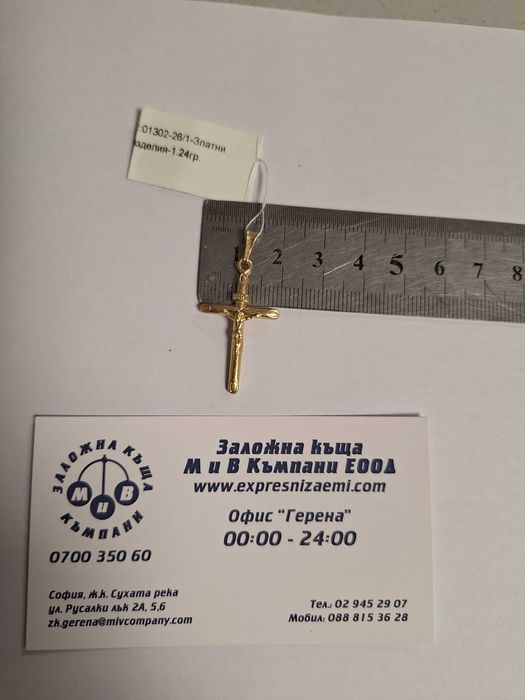 :01302-26/1-Златни
зделия-1.24гр.
1 2 3 4 5 6 7 8
ЗАЛОЖНА КЪЩА
М и В
КЪМПАНИ
0700 350 60
Заложна къща
М и В Къмпани ЕООД
www.expresnizaemi.com
Офис "Герена"
00:00 - 24:00
София, ж.к. Сухата река
ул. Русалки лък 2А, 5,6
zk.gerena@mivcompany.com
Тел.: 02 945 29 07
Мобил: 088 815 36 28